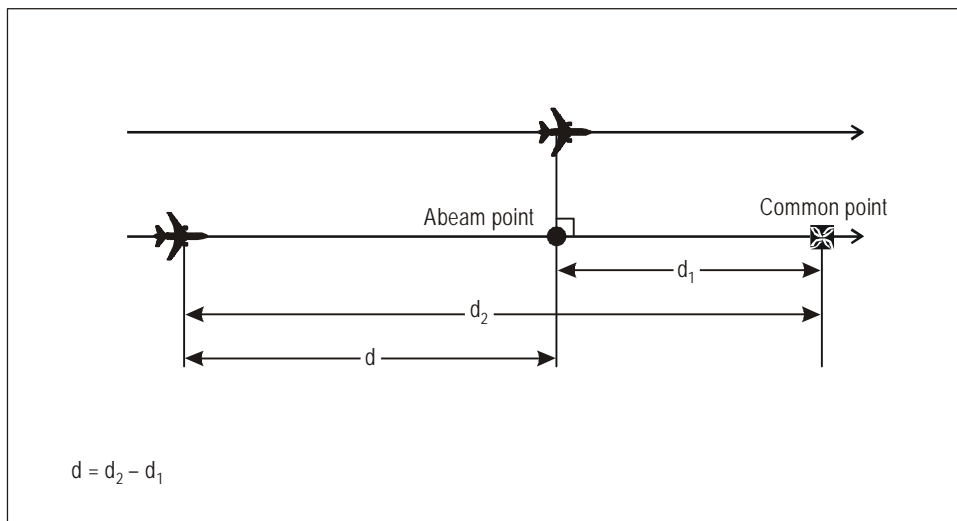 Abeam point
Common point
d₁
d₂
d
d = d₂ – d₁